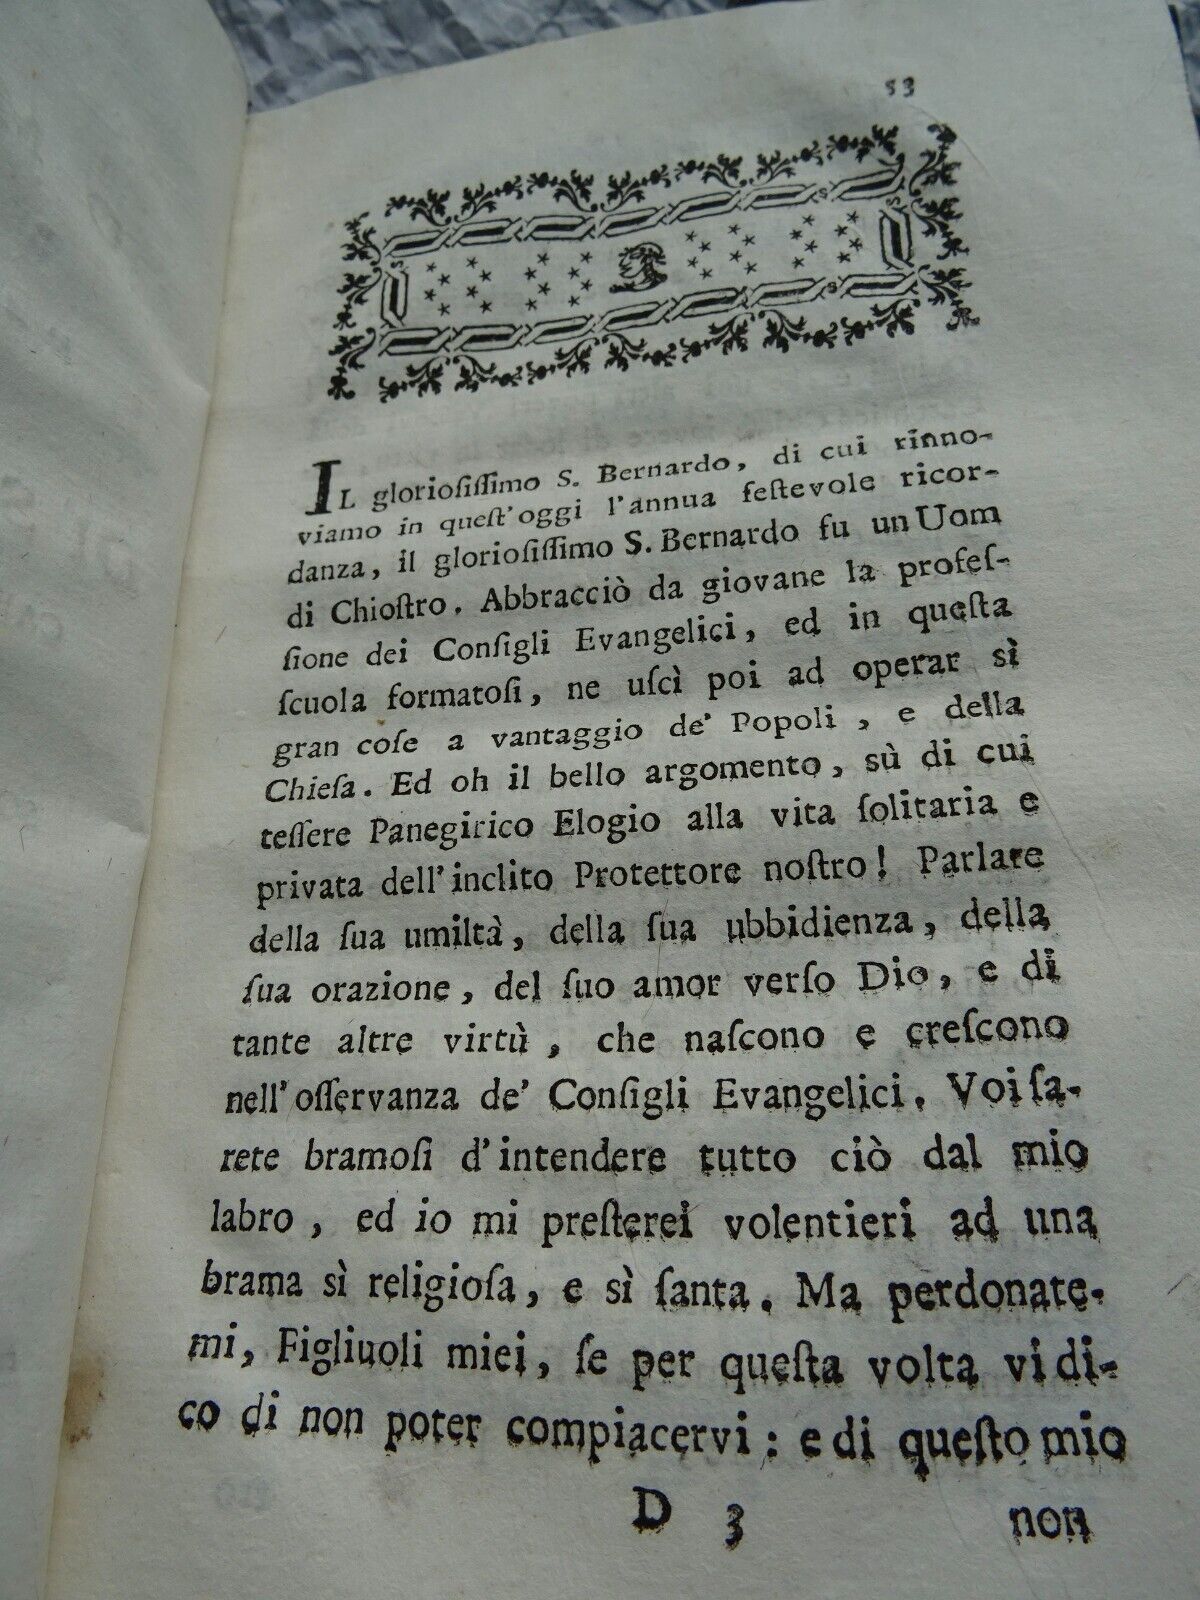 53
IL glorioſiſſimo S. Bernardo, di cui rinno-
viamo in queſt'oggi l'annua feſtevole ricor-
danza, il glorioſiſſimo S. Bernardo fu un Uom
di Chioſtro. Abbracciò da giovane la profeſ-
ſione dei Conſigli Evangelici, ed in queſta
ſcuola formatoſi, ne uſcì poi ad operar sì
gran coſe a vantaggio de' Popoli, e della
Chieſa. Ed oh il bello argomento, sù di cui
teſſere Panegirico Elogio alla vita ſolitaria e
privata dell'inclito Protettore noſtro! Parlare
della ſua umiltà, della ſua ubbidienza, della
ſua orazione, del ſuo amor verſo Dio, e di
tante altre virtù, che naſcono e creſcono
nell'oſſervanza de' Conſigli Evangelici. Voi ſa-
rete bramoſi d'intendere tutto ciò dal mio
labro, ed io mi preſterei volentieri ad una
brama sì religioſa, e sì ſanta. Ma perdonate-
mi, Figliuoli miei, ſe per queſta volta vi di-
co di non poter compiacervi: e di queſto mio
D 3 non